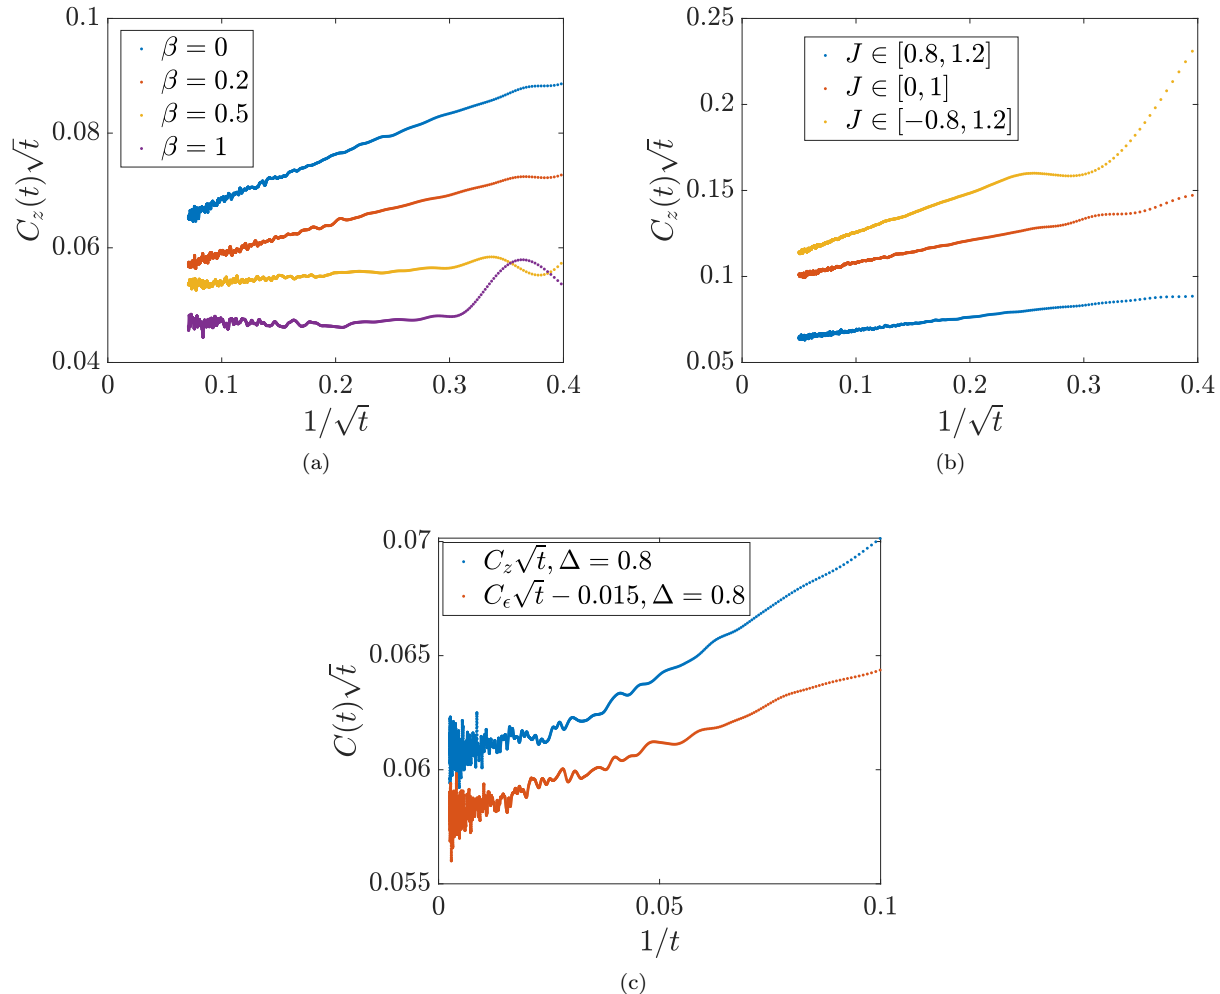 0.1
0.08
0.06
0.04
C_z(t)√t
β = 0
β = 0.2
β = 0.5
β = 1
0 0.1 0.2 0.3 0.4
1/√t
(a)
0.25
0.2
0.15
0.1
0.05
C_z(t)√t
J ∈ [0.8, 1.2]
J ∈ [0, 1]
J ∈ [−0.8, 1.2]
0 0.1 0.2 0.3 0.4
1/√t
(b)
0.07
0.065
0.06
0.055
C(t)√t
C_z√t, Δ = 0.8
C_ϵ√t − 0.015, Δ = 0.8
0 0.05 0.1
1/t
(c)